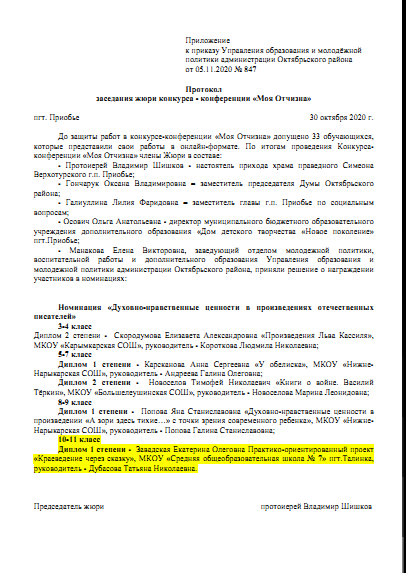 Приложение
к приказу Управления образования и молодёжной
политики администрации Октябрьского района
от 05.11.2020 № 847
Протокол
заседания жюри конкурса - конференции «Моя Отчизна»
пгт. Приобье 30 октября 2020 г.
До защиты работ в конкурсе-конференции «Моя Отчизна» допущено 33 обучающихся,
которые представили свои работы в онлайн-формате. По итогам проведения Конкурса-
конференции «Моя Отчизна» члены Жюри в составе:
- Протоиерей Владимир Шишков - настоятель прихода храма праведного Симеона
Верхотурского г.п. Приобье;
- Гончарук Оксана Владимировна – заместитель председателя Думы Октябрьского
района;
- Галиуллина Лилия Фаридовна – заместитель главы г.п. Приобье по социальным
вопросам;
- Осович Ольга Анатольевна - директор муниципального бюджетного образовательного
учреждения дополнительного образования «Дом детского творчества «Новое поколение»
пгт.Приобье;
- Манакова Елена Викторовна, заведующий отделом молодежной политики,
воспитательной работы и дополнительного образования Управления образования и
молодежной политики администрации Октябрьского района, приняли решение о награждении
участников в номинациях:
Номинация «Духовно-нравственные ценности в произведениях отечественных
писателей»
3-4 класс
Диплом 2 степени - Скородумова Елизавета Александровна «Произведения Льва Кассиля»,
МКОУ «Карымкарская СОШ», руководитель - Короткова Людмила Николаевна;
5-7 класс
Диплом 1 степени - Карсканова Анна Сергеевна «У обелиска», МКОУ «Нижне-
Нарыкарская СОШ», руководитель - Андреева Галина Олеговна;
Диплом 2 степени - Новоселов Тимофей Николаевич «Книги о войне. Василий
Тёркин», МКОУ «Большелеушинская СОШ», руководитель - Новоселова Марина Леонидовна;
8-9 класс
Диплом 1 степени - Попова Яна Станиславовна «Духовно-нравственные ценности в
произведении «А зори здесь тихие…» с точки зрения современного ребенка», МКОУ «Нижне-
Нарыкарская СОШ», руководитель - Попова Галина Станиславовна;
10-11 класс
Диплом 1 степени - Завадская Екатерина Олеговна Практико-ориентированный проект
«Краеведение через сказку», МКОУ «Средняя общеобразовательная школа № 7» пгт.Талинка,
руководитель - Дубасова Татьяна Николаевна.
Председатель жюри протоиерей Владимир Шишков